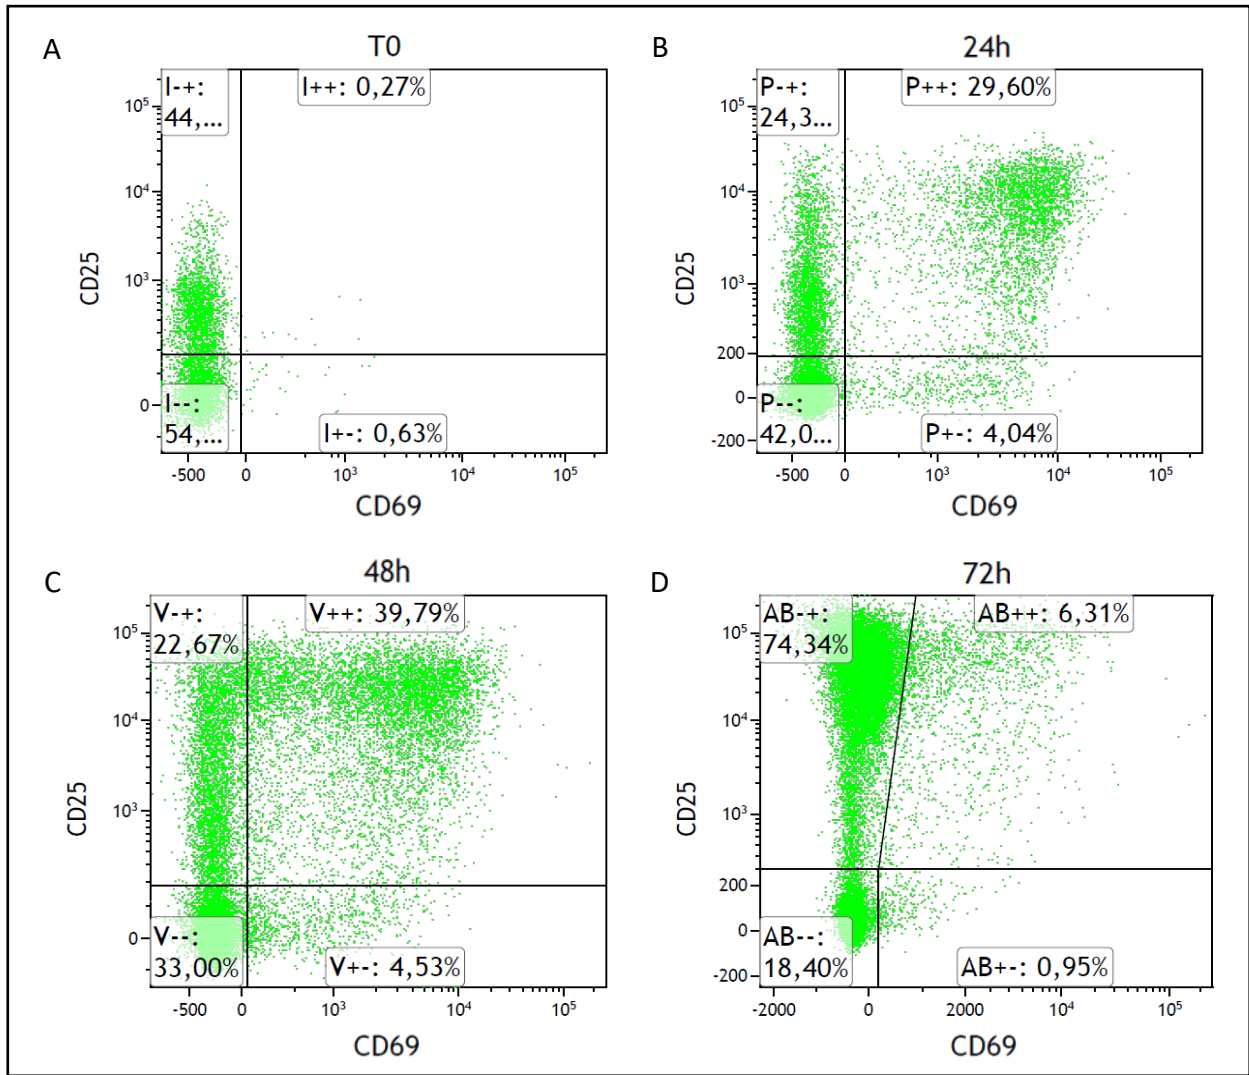 A
T0
I-+:
44,...
I++: 0,27%
10⁵
10⁴
10³
0
CD25
I--:
54,...
I+-: 0,63%
-500
0
10³
10⁴
10⁵
CD69
B
24h
P-+:
24,3...
P++: 29,60%
10⁵
10⁴
10³
200
0
-200
CD25
P--:
42,0...
P+-: 4,04%
-500
0
10³
10⁴
10⁵
CD69
C
48h
V-+:
22,67%
V++: 39,79%
10⁵
10⁴
10³
0
CD25
V--:
33,00%
V+-: 4,53%
-500
0
10³
10⁴
10⁵
CD69
D
72h
AB-+:
74,34%
AB++: 6,31%
10⁵
10⁴
10³
200
0
-200
CD25
AB--:
18,40%
AB+-: 0,95%
-2000
0
2000
10⁴
10⁵
CD69